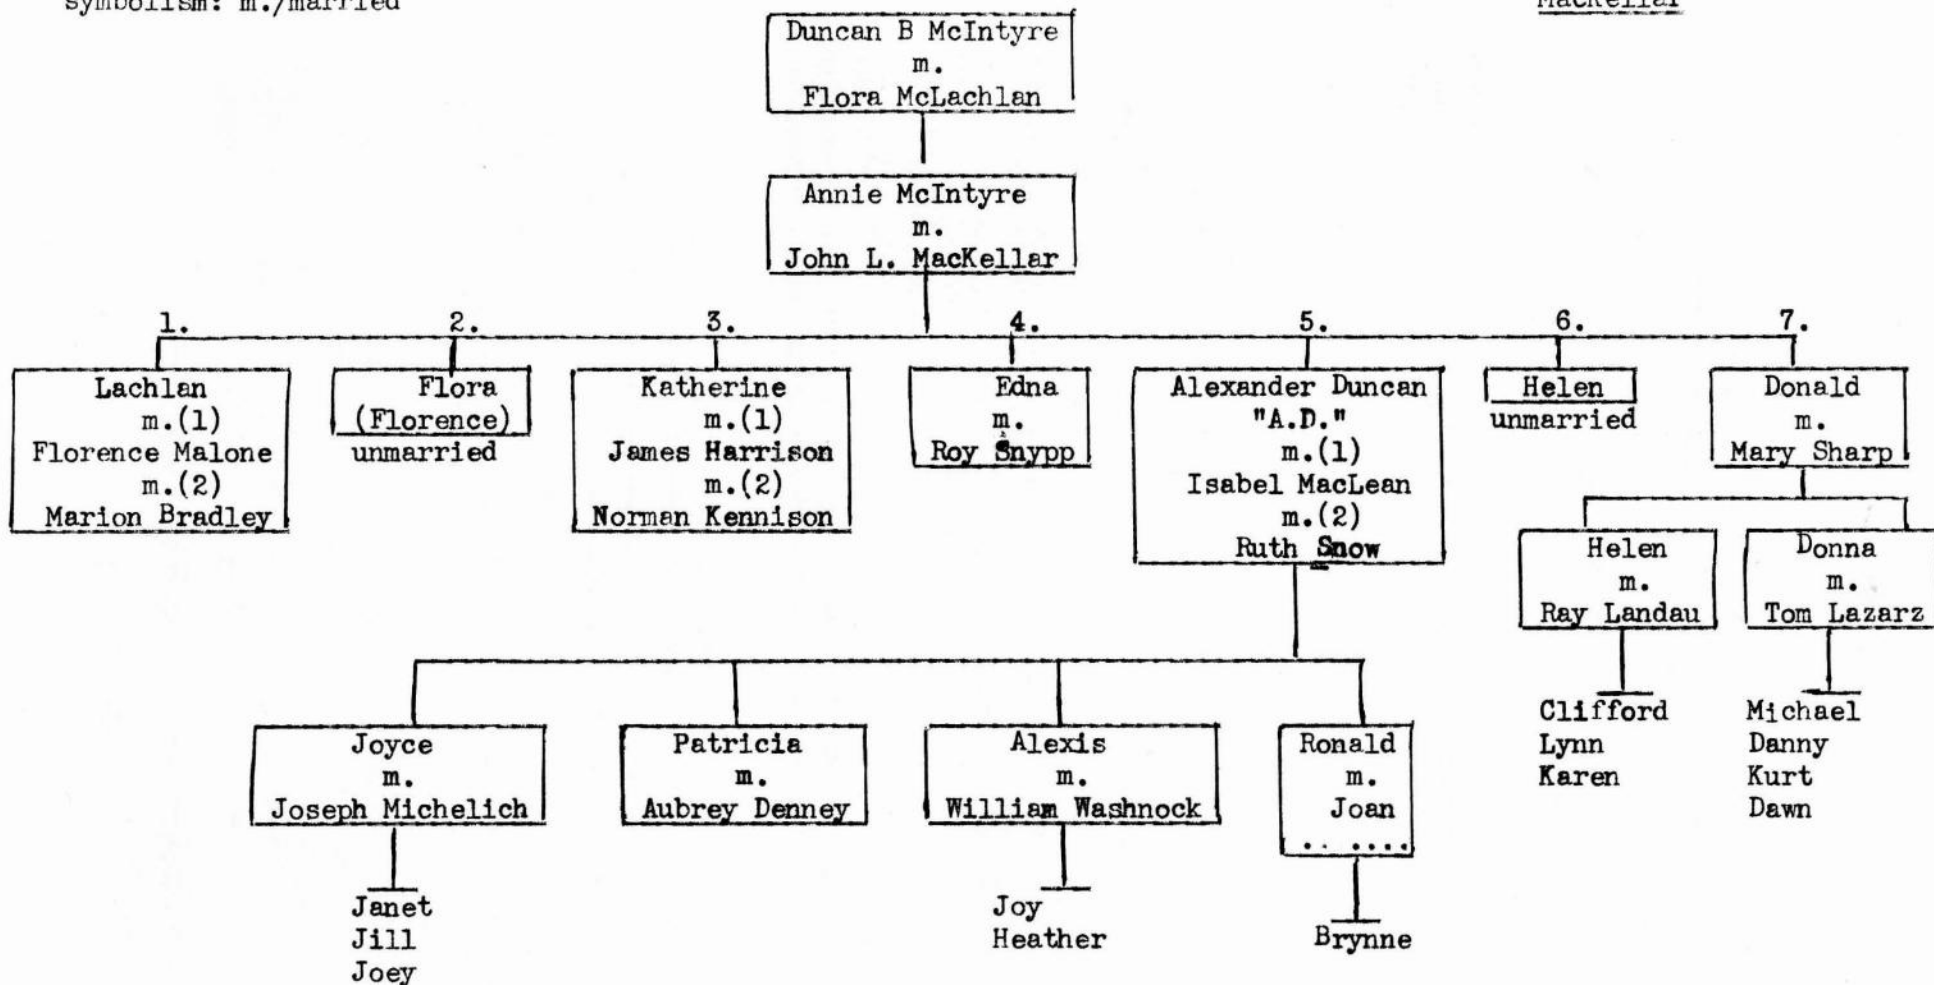 symbolism: m./married
MacKellar
Duncan B McIntyre
m.
Flora McLachlan
Annie McIntyre
m.
John L. MacKellar
1. 2. 3. 4. 5. 6. 7.
Lachlan
m.(1)
Florence Malone
m.(2)
Marion Bradley
Flora
(Florence)
unmarried
Katherine
m.(1)
James Harrison
m.(2)
Norman Kennison
Edna
m.
Roy Snypp
Alexander Duncan
"A.D."
m.(1)
Isabel MacLean
m.(2)
Ruth Snow
Helen
unmarried
Donald
m.
Mary Sharp
Helen
m.
Ray Landau
Donna
m.
Tom Lazarz
Clifford
Lynn
Karen
Michael
Danny
Kurt
Dawn
Joyce
m.
Joseph Michelich
Patricia
m.
Aubrey Denney
Alexis
m.
William Washnock
Ronald
m.
Joan
.. ....
Janet
Jill
Joey
Joy
Heather
Brynne